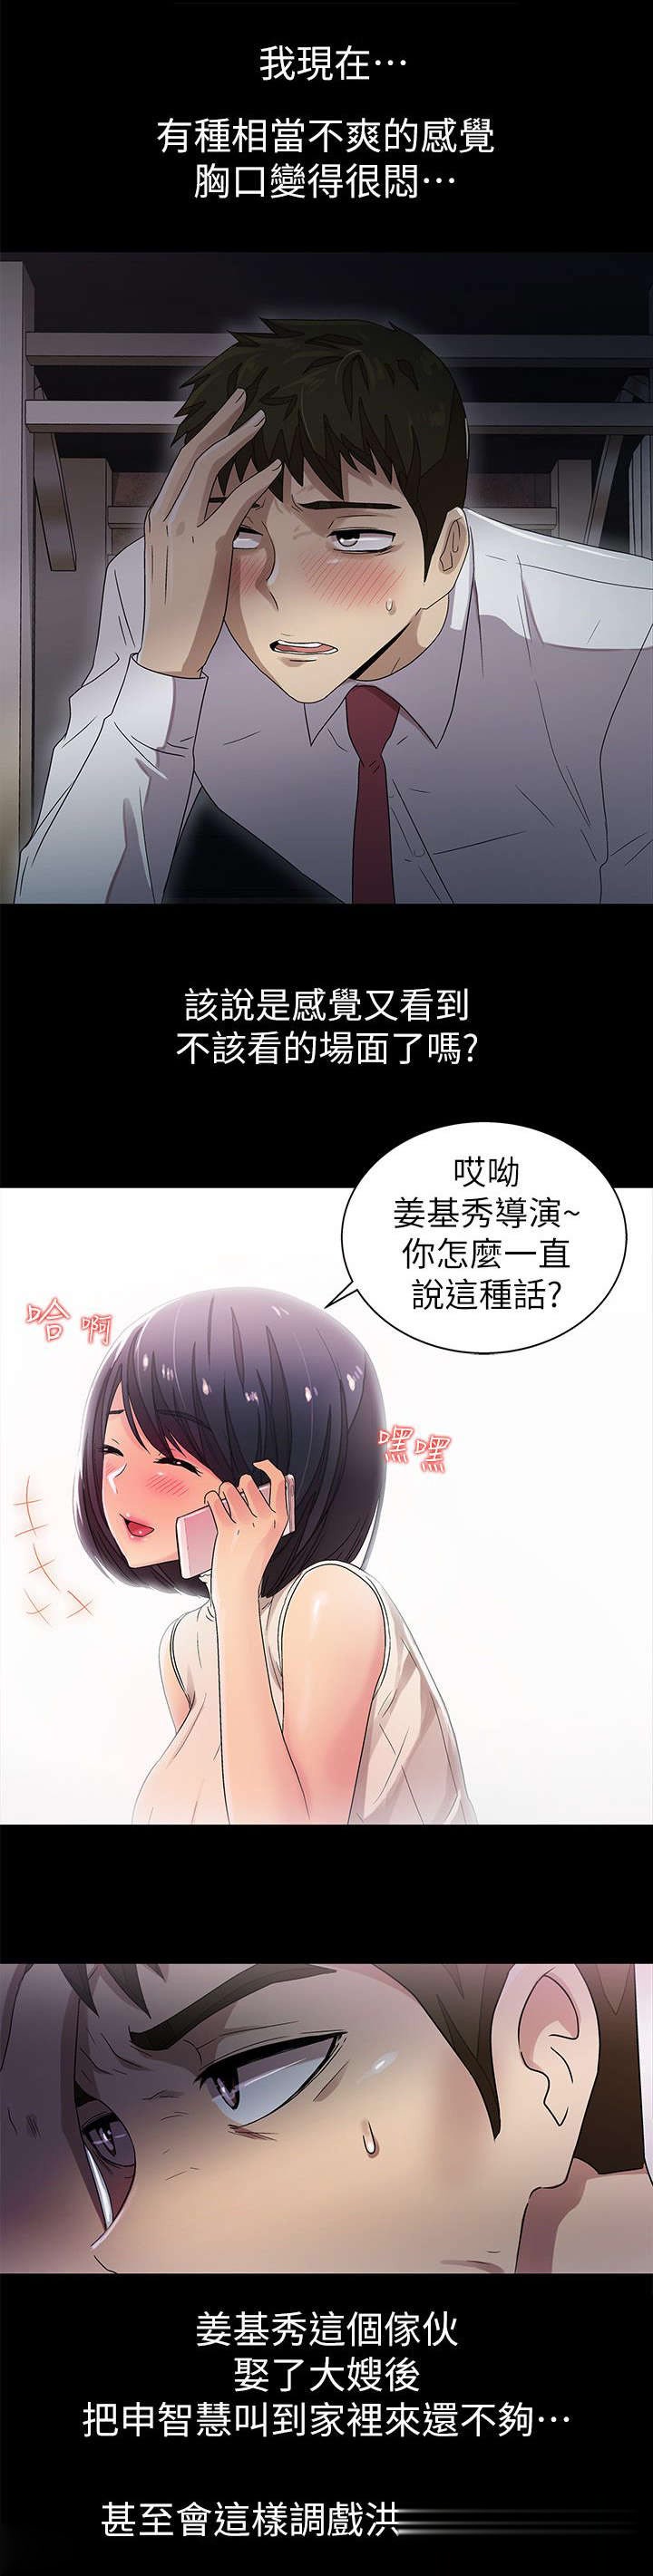 我現在…
有種相當不爽的感覺
胸口變得很悶…
該說是感覺又看到
不該看的場面了嗎?
哎呦
姜基秀導演~
你怎麼一直
說這種話?
哈 啊
嘿嘿
姜基秀這個傢伙
娶了大嫂後
把申智慧叫到家裡來還不夠…
甚至會這樣調戲洪